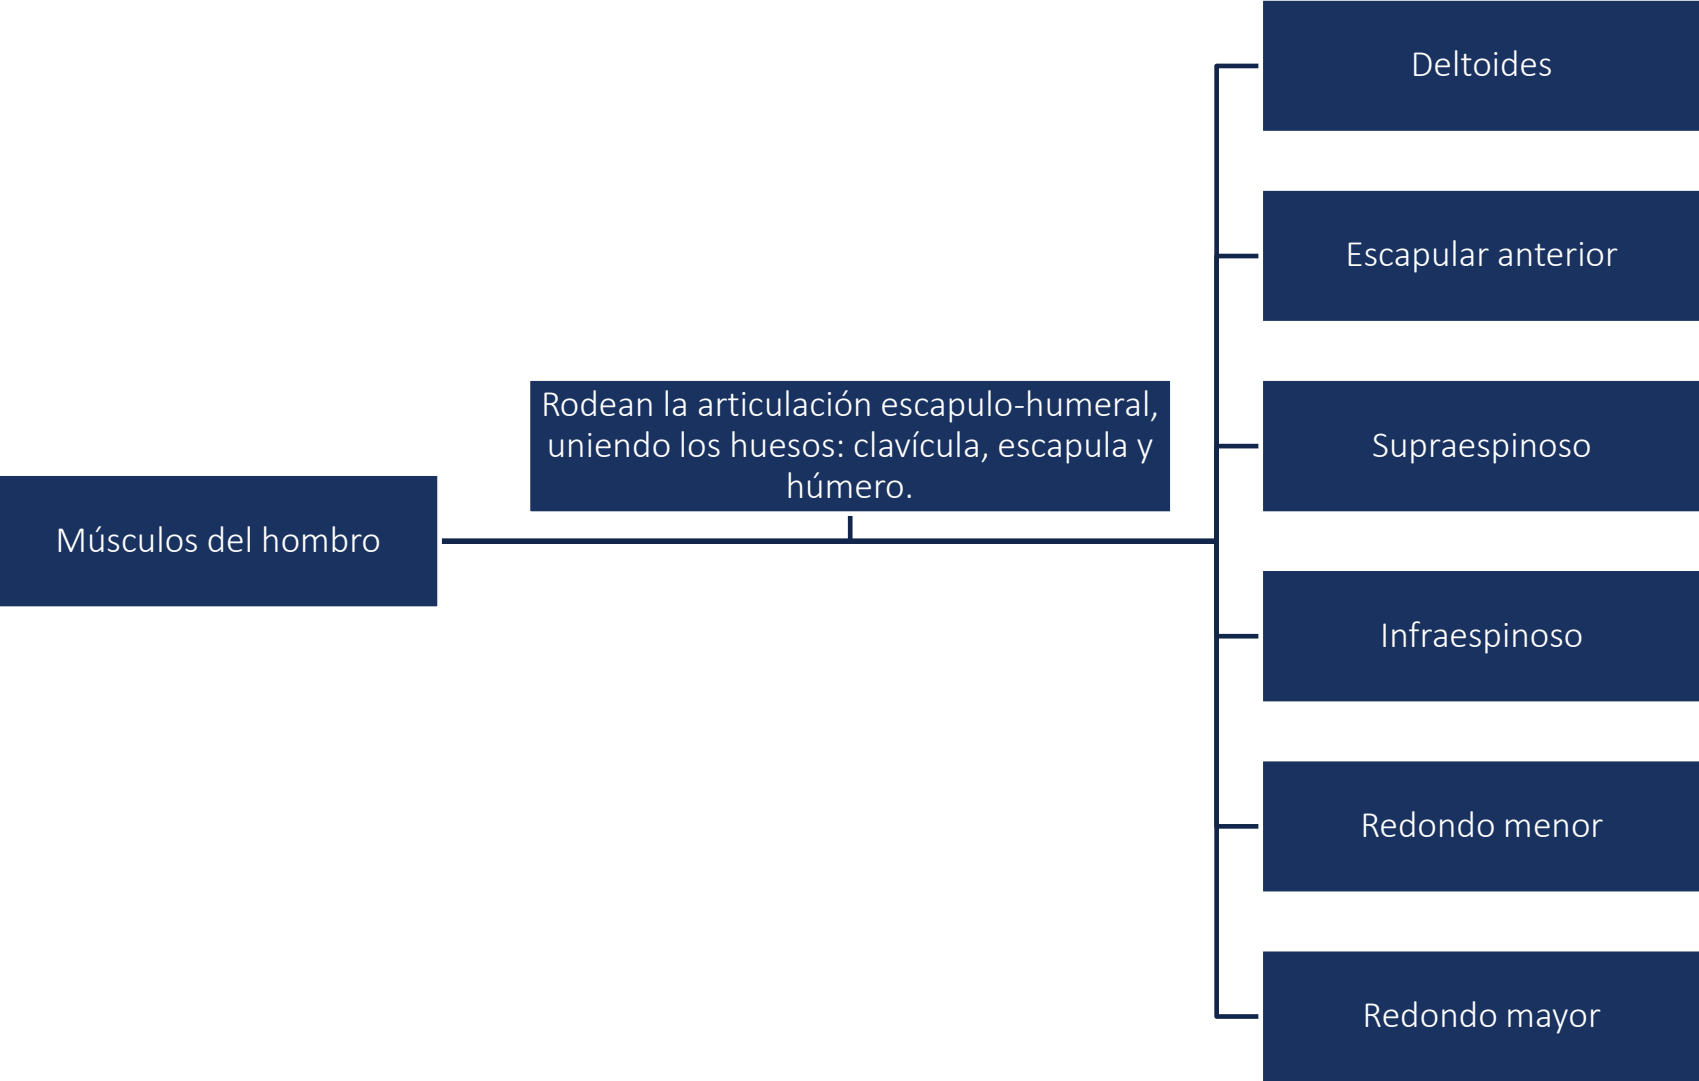 Músculos del hombro
Rodean la articulación escapulo-humeral,
uniendo los huesos: clavícula, escapula y
húmero.
Deltoides
Escapular anterior
Supraespinoso
Infraespinoso
Redondo menor
Redondo mayor